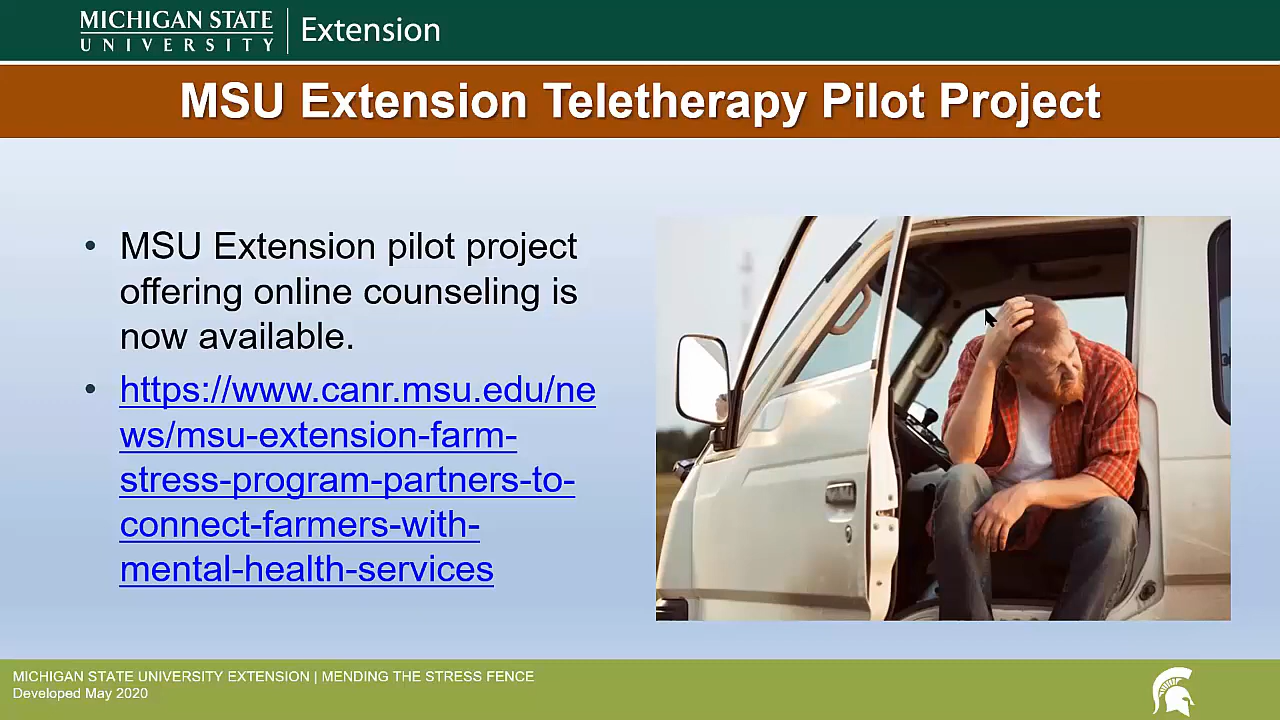 MICHIGAN STATE
UNIVERSITY
Extension
MSU Extension Teletherapy Pilot Project
• MSU Extension pilot project
offering online counseling is
now available.
• https://www.canr.msu.edu/ne
ws/msu-extension-farm-
stress-program-partners-to-
connect-farmers-with-
mental-health-services
MICHIGAN STATE UNIVERSITY EXTENSION | MENDING THE STRESS FENCE
Developed May 2020